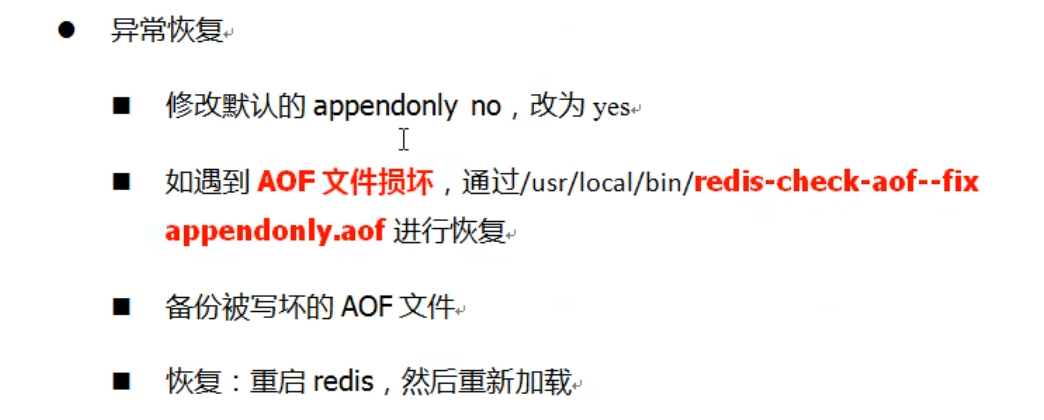 ● 异常恢复↵
■ 修改默认的 appendonly no，改为 yes↵
■ 如遇到 AOF 文件损坏，通过/usr/local/bin/redis-check-aof--fix
appendonly.aof 进行恢复↵
■ 备份被写坏的 AOF 文件↵
■ 恢复：重启 redis，然后重新加载↵